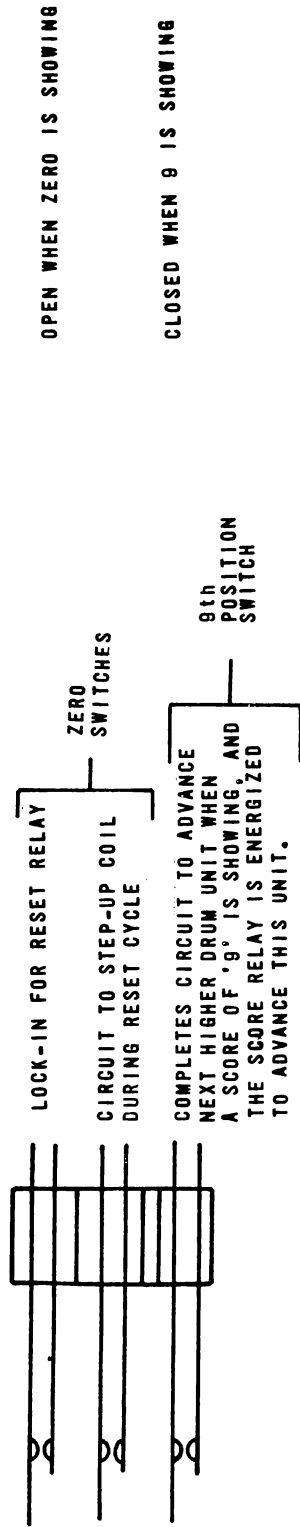 LOCK-IN FOR RESET RELAY
CIRCUIT TO STEP-UP COIL
DURING RESET CYCLE
ZERO
SWITCHES
OPEN WHEN ZERO IS SHOWING
COMPLETES CIRCUIT TO ADVANCE
NEXT HIGHER DRUM UNIT WHEN
A SCORE OF '9' IS SHOWING, AND
THE SCORE RELAY IS ENERGIZED
TO ADVANCE THIS UNIT.
9th
POSITION
SWITCH
CLOSED WHEN 9 IS SHOWING